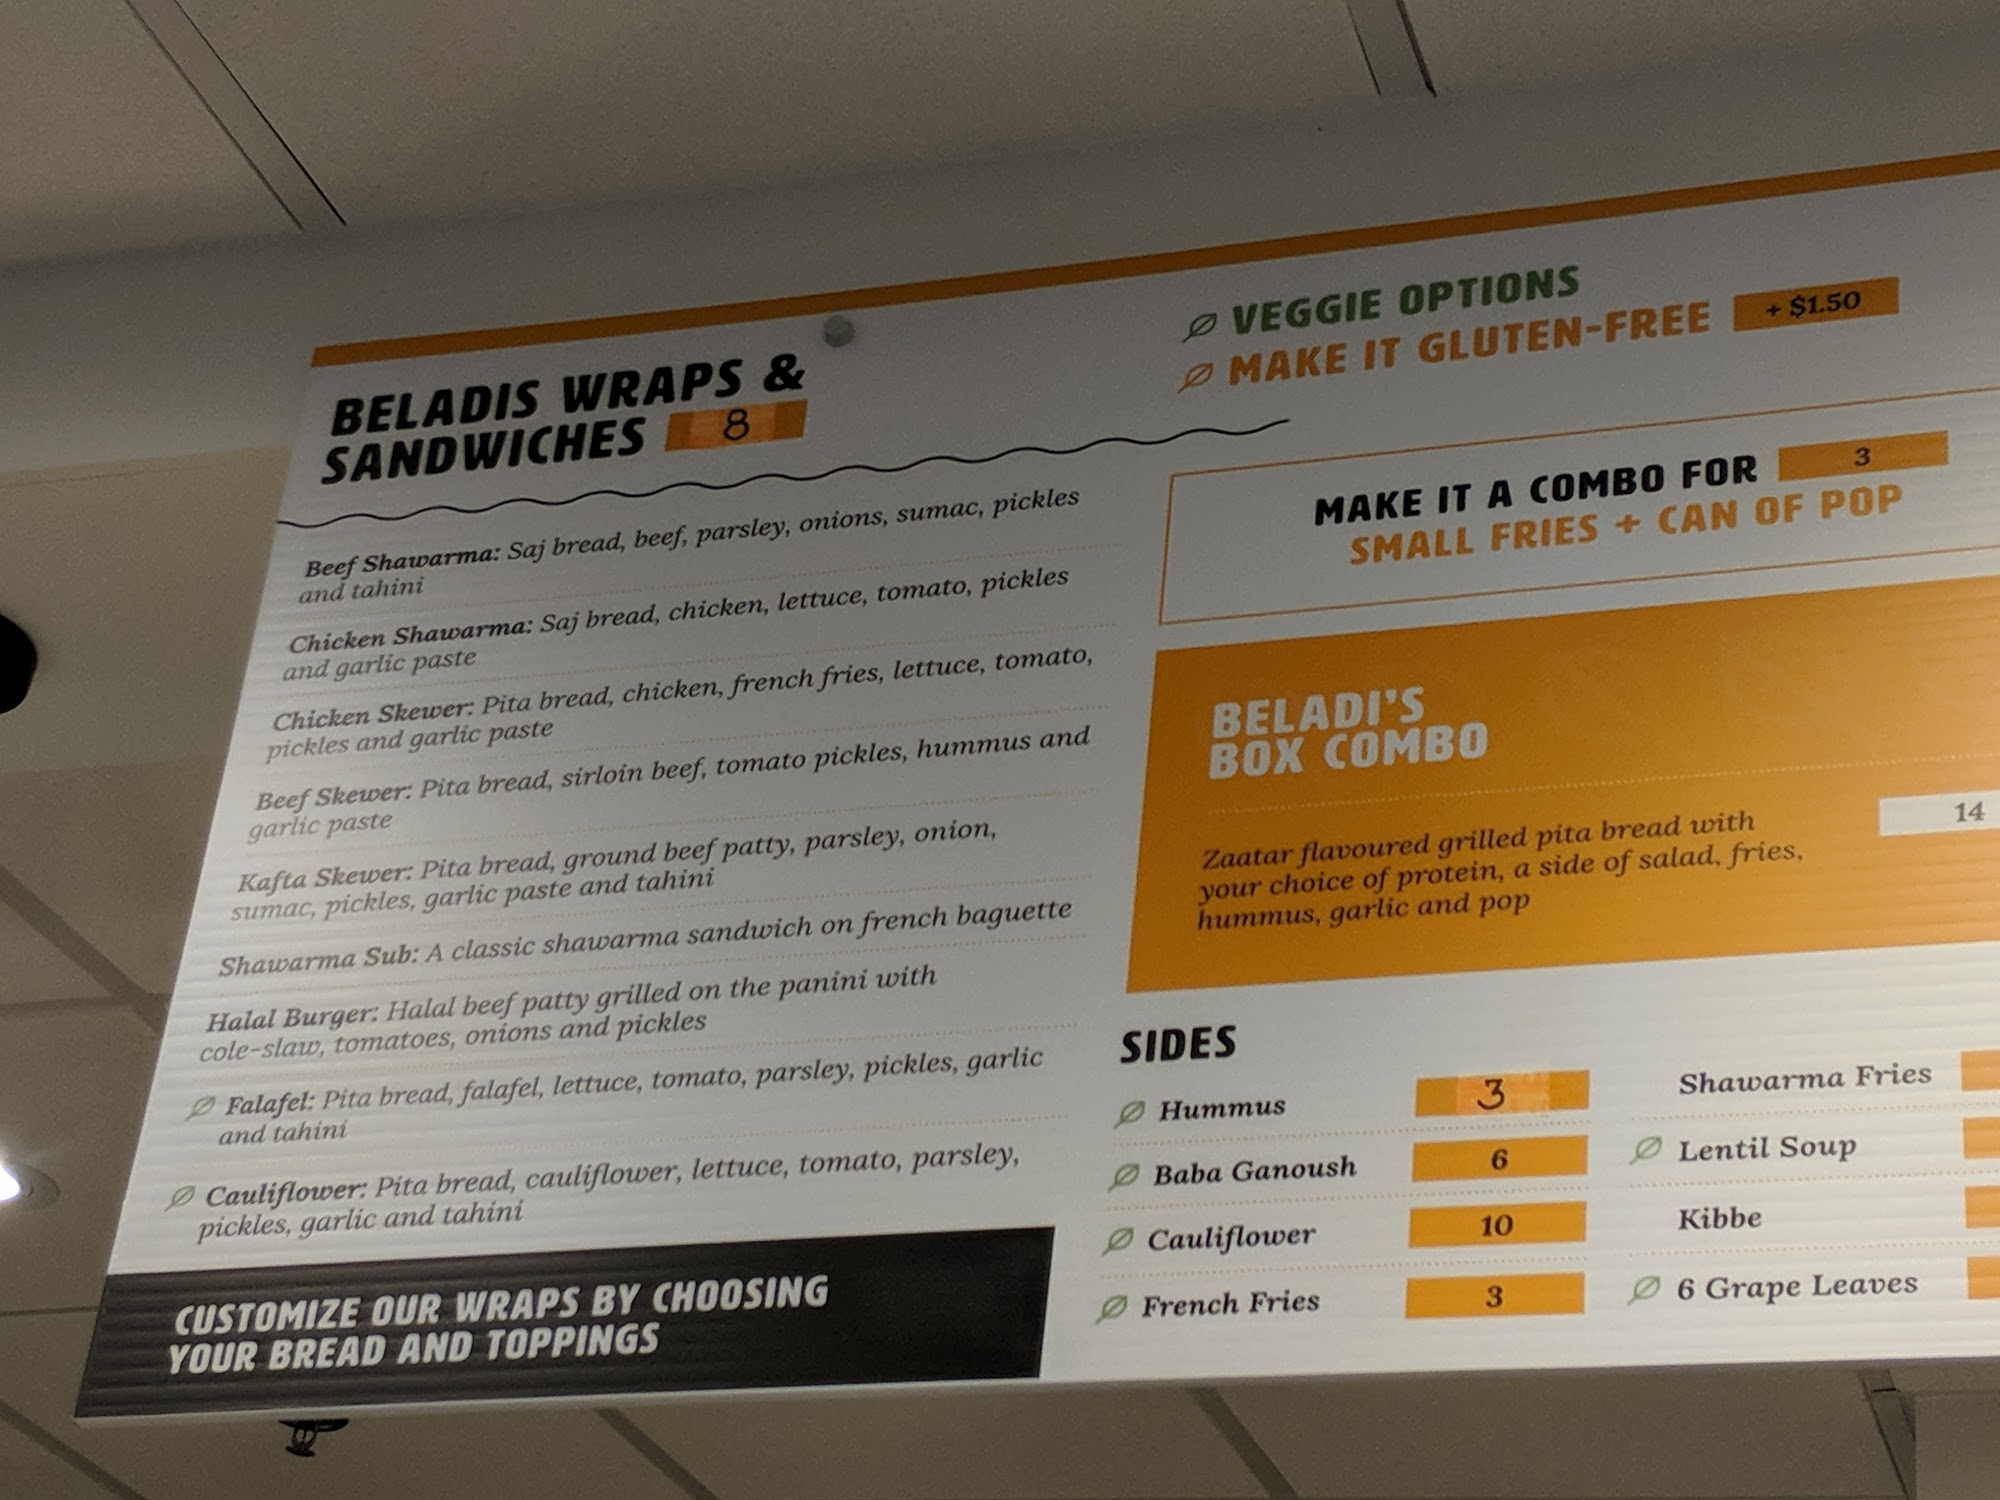 BELADIS WRAPS &
SANDWICHES 8
Beef Shawarma: Saj bread, beef, parsley, onions, sumac, pickles
and tahini
Chicken Shawarma: Saj bread, chicken, lettuce, tomato, pickles
and garlic paste
Chicken Skewer: Pita bread, chicken, french fries, lettuce, tomato,
pickles and garlic paste
Beef Skewer: Pita bread, sirloin beef, tomato pickles, hummus and
garlic paste
Kafta Skewer: Pita bread, ground beef patty, parsley, onion,
sumac, pickles, garlic paste and tahini
Shawarma Sub: A classic shawarma sandwich on french baguette
Halal Burger: Halal beef patty grilled on the panini with
cole-slaw, tomatoes, onions and pickles
Falafel: Pita bread, falafel, lettuce, tomato, parsley, pickles, garlic
and tahini
Cauliflower: Pita bread, cauliflower, lettuce, tomato, parsley,
pickles, garlic and tahini
CUSTOMIZE OUR WRAPS BY CHOOSING
YOUR BREAD AND TOPPINGS
VEGGIE OPTIONS
MAKE IT GLUTEN-FREE + $1.50
MAKE IT A COMBO FOR 3
SMALL FRIES + CAN OF POP
BELADI'S
BOX COMBO
Zaatar flavoured grilled pita bread with
your choice of protein, a side of salad, fries,
hummus, garlic and pop
14
SIDES
Hummus 3
Baba Ganoush 6
Cauliflower 10
French Fries 3
Shawarma Fries
Lentil Soup
Kibbe
6 Grape Leaves